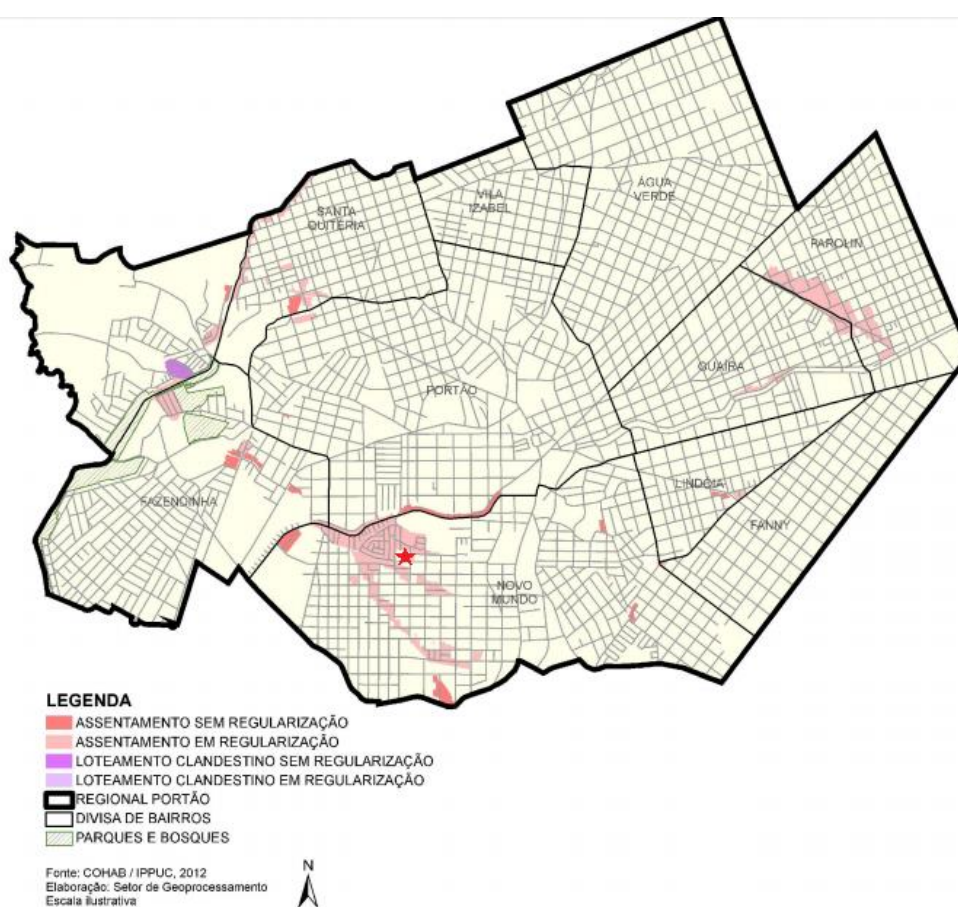 SANTA
QUITÉRIA
VILA
IZABEL
ÁGUA
VERDE
PAROLIN
GUAÍRA
PORTÃO
LINDÓIA
FANNY
FAZENDINHA
NOVO
MUNDO
LEGENDA
ASSENTAMENTO SEM REGULARIZAÇÃO
ASSENTAMENTO EM REGULARIZAÇÃO
LOTEAMENTO CLANDESTINO SEM REGULARIZAÇÃO
LOTEAMENTO CLANDESTINO EM REGULARIZAÇÃO
REGIONAL PORTÃO
DIVISA DE BAIRROS
PARQUES E BOSQUES
Fonte: COHAB / IPPUC, 2012
Elaboração: Setor de Geoprocessamento
Escala ilustrativa
N